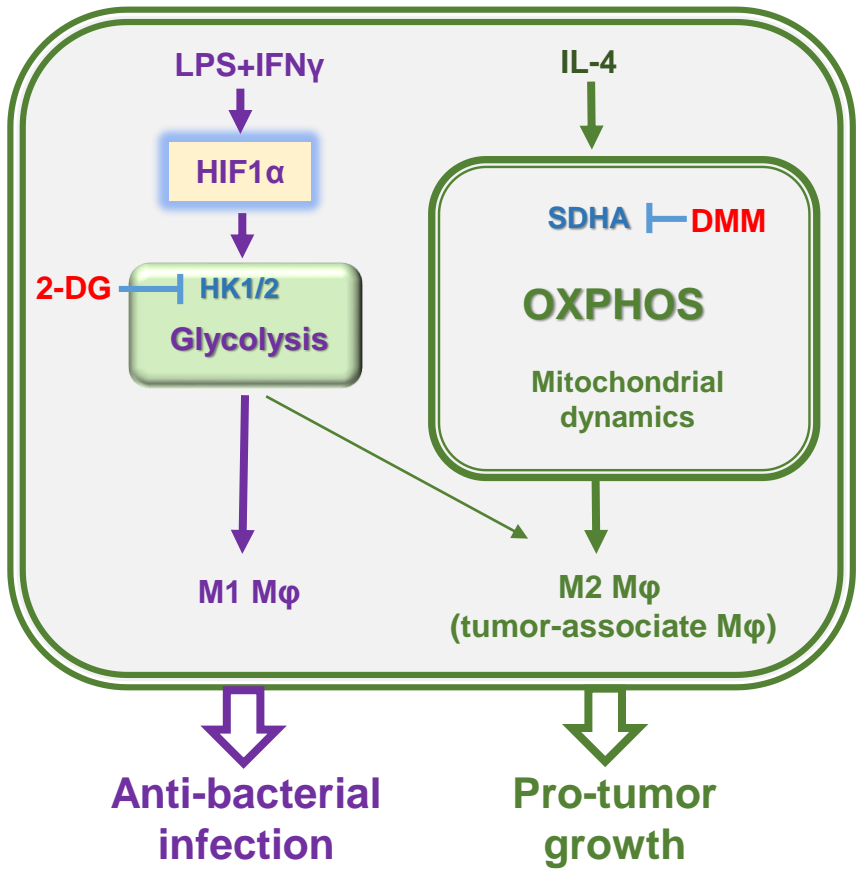 LPS+IFNγ
HIF1α
2-DG
HK1/2
Glycolysis
M1 Mφ
IL-4
SDHA
DMM
OXPHOS
Mitochondrial
dynamics
M2 Mφ
(tumor-associate Mφ)
Anti-bacterial
infection
Pro-tumor
growth